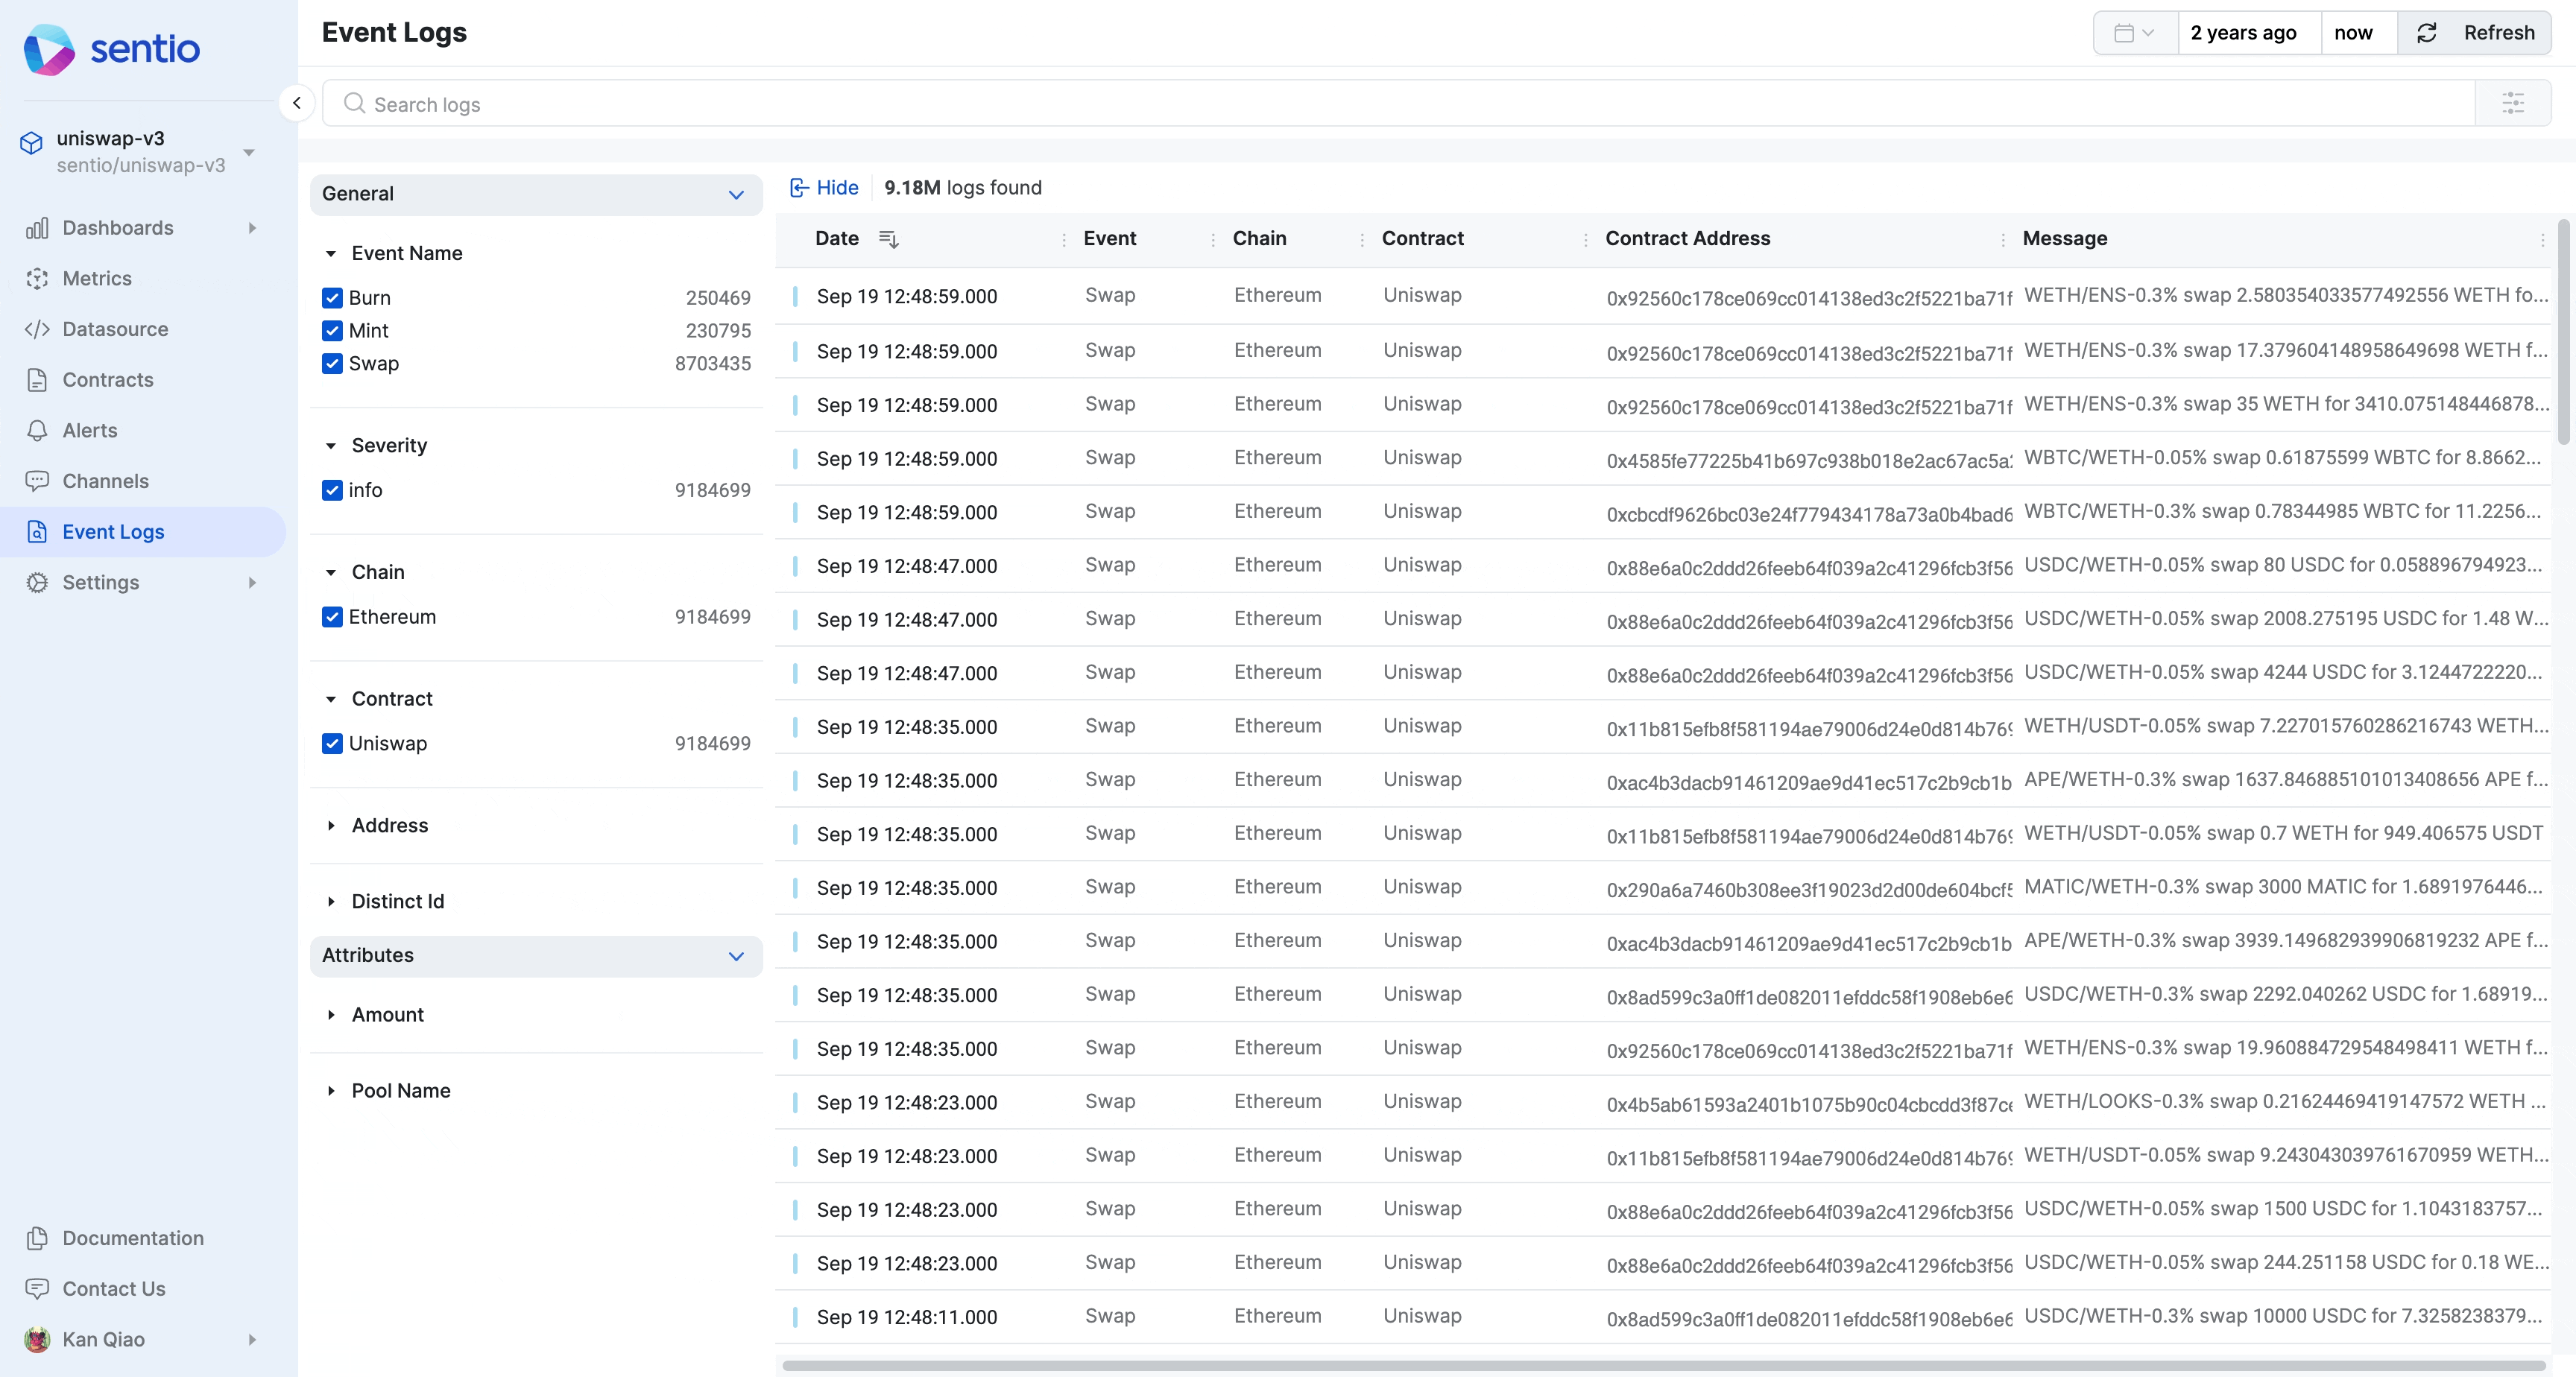 sentio
uniswap-v3
sentio/uniswap-v3
Dashboards
Metrics
Datasource
Contracts
Alerts
Channels
Event Logs
Settings
Documentation
Contact Us
Kan Qiao
Event Logs
2 years ago now Refresh
Search logs
General
Event Name
Burn 250469
Mint 230795
Swap 8703435
Severity
info 9184699
Chain
Ethereum 9184699
Contract
Uniswap 9184699
Address
Distinct Id
Attributes
Amount
Pool Name
Hide 9.18M logs found
Date Event Chain Contract Contract Address Message
Sep 19 12:48:59.000 Swap Ethereum Uniswap 0x92560c178ce069cc014138ed3c2f5221ba71f WETH/ENS-0.3% swap 2.580354033577492556 WETH fo...
Sep 19 12:48:59.000 Swap Ethereum Uniswap 0x92560c178ce069cc014138ed3c2f5221ba71f WETH/ENS-0.3% swap 17.379604148958649698 WETH f...
Sep 19 12:48:59.000 Swap Ethereum Uniswap 0x92560c178ce069cc014138ed3c2f5221ba71f WETH/ENS-0.3% swap 35 WETH for 3410.075148446878...
Sep 19 12:48:59.000 Swap Ethereum Uniswap 0x4585fe77225b41b697c938b018e2ac67ac5a WBTC/WETH-0.05% swap 0.61875599 WBTC for 8.8662...
Sep 19 12:48:59.000 Swap Ethereum Uniswap 0xcbcdf9626bc03e24f779434178a73a0b4bad6 WBTC/WETH-0.3% swap 0.78344985 WBTC for 11.2256...
Sep 19 12:48:47.000 Swap Ethereum Uniswap 0x88e6a0c2ddd26feeb64f039a2c41296fcb3f56 USDC/WETH-0.05% swap 80 USDC for 0.058896794923...
Sep 19 12:48:47.000 Swap Ethereum Uniswap 0x88e6a0c2ddd26feeb64f039a2c41296fcb3f56 USDC/WETH-0.05% swap 2008.275195 USDC for 1.48 W...
Sep 19 12:48:47.000 Swap Ethereum Uniswap 0x88e6a0c2ddd26feeb64f039a2c41296fcb3f56 USDC/WETH-0.05% swap 4244 USDC for 3.1244722220...
Sep 19 12:48:35.000 Swap Ethereum Uniswap 0x11b815efb8f581194ae79006d24e0d814b769 WETH/USDT-0.05% swap 7.227015760286216743 WETH...
Sep 19 12:48:35.000 Swap Ethereum Uniswap 0xac4b3dacb91461209ae9d41ec517c2b9cb1b APE/WETH-0.3% swap 1637.846885101013408656 APE f...
Sep 19 12:48:35.000 Swap Ethereum Uniswap 0x11b815efb8f581194ae79006d24e0d814b769 WETH/USDT-0.05% swap 0.7 WETH for 949.406575 USDT
Sep 19 12:48:35.000 Swap Ethereum Uniswap 0x290a6a7460b308ee3f19023d2d00de604bcf5 MATIC/WETH-0.3% swap 3000 MATIC for 1.6891976446...
Sep 19 12:48:35.000 Swap Ethereum Uniswap 0xac4b3dacb91461209ae9d41ec517c2b9cb1b APE/WETH-0.3% swap 3939.149682939906819232 APE f...
Sep 19 12:48:35.000 Swap Ethereum Uniswap 0x8ad599c3a0ff1de082011efddc58f1908eb6e6 USDC/WETH-0.3% swap 2292.040262 USDC for 1.68919...
Sep 19 12:48:35.000 Swap Ethereum Uniswap 0x92560c178ce069cc014138ed3c2f5221ba71f WETH/ENS-0.3% swap 19.960884729548498411 WETH f...
Sep 19 12:48:23.000 Swap Ethereum Uniswap 0x4b5ab61593a2401b1075b90c04cbcdd3f87ce WETH/LOOKS-0.3% swap 0.21624469419147572 WETH ...
Sep 19 12:48:23.000 Swap Ethereum Uniswap 0x11b815efb8f581194ae79006d24e0d814b769 WETH/USDT-0.05% swap 9.243043039761670959 WETH...
Sep 19 12:48:23.000 Swap Ethereum Uniswap 0x88e6a0c2ddd26feeb64f039a2c41296fcb3f56 USDC/WETH-0.05% swap 1500 USDC for 1.1043183757...
Sep 19 12:48:23.000 Swap Ethereum Uniswap 0x88e6a0c2ddd26feeb64f039a2c41296fcb3f56 USDC/WETH-0.05% swap 244.251158 USDC for 0.18 WE...
Sep 19 12:48:11.000 Swap Ethereum Uniswap 0x8ad599c3a0ff1de082011efddc58f1908eb6e6 USDC/WETH-0.3% swap 10000 USDC for 7.3258238379...